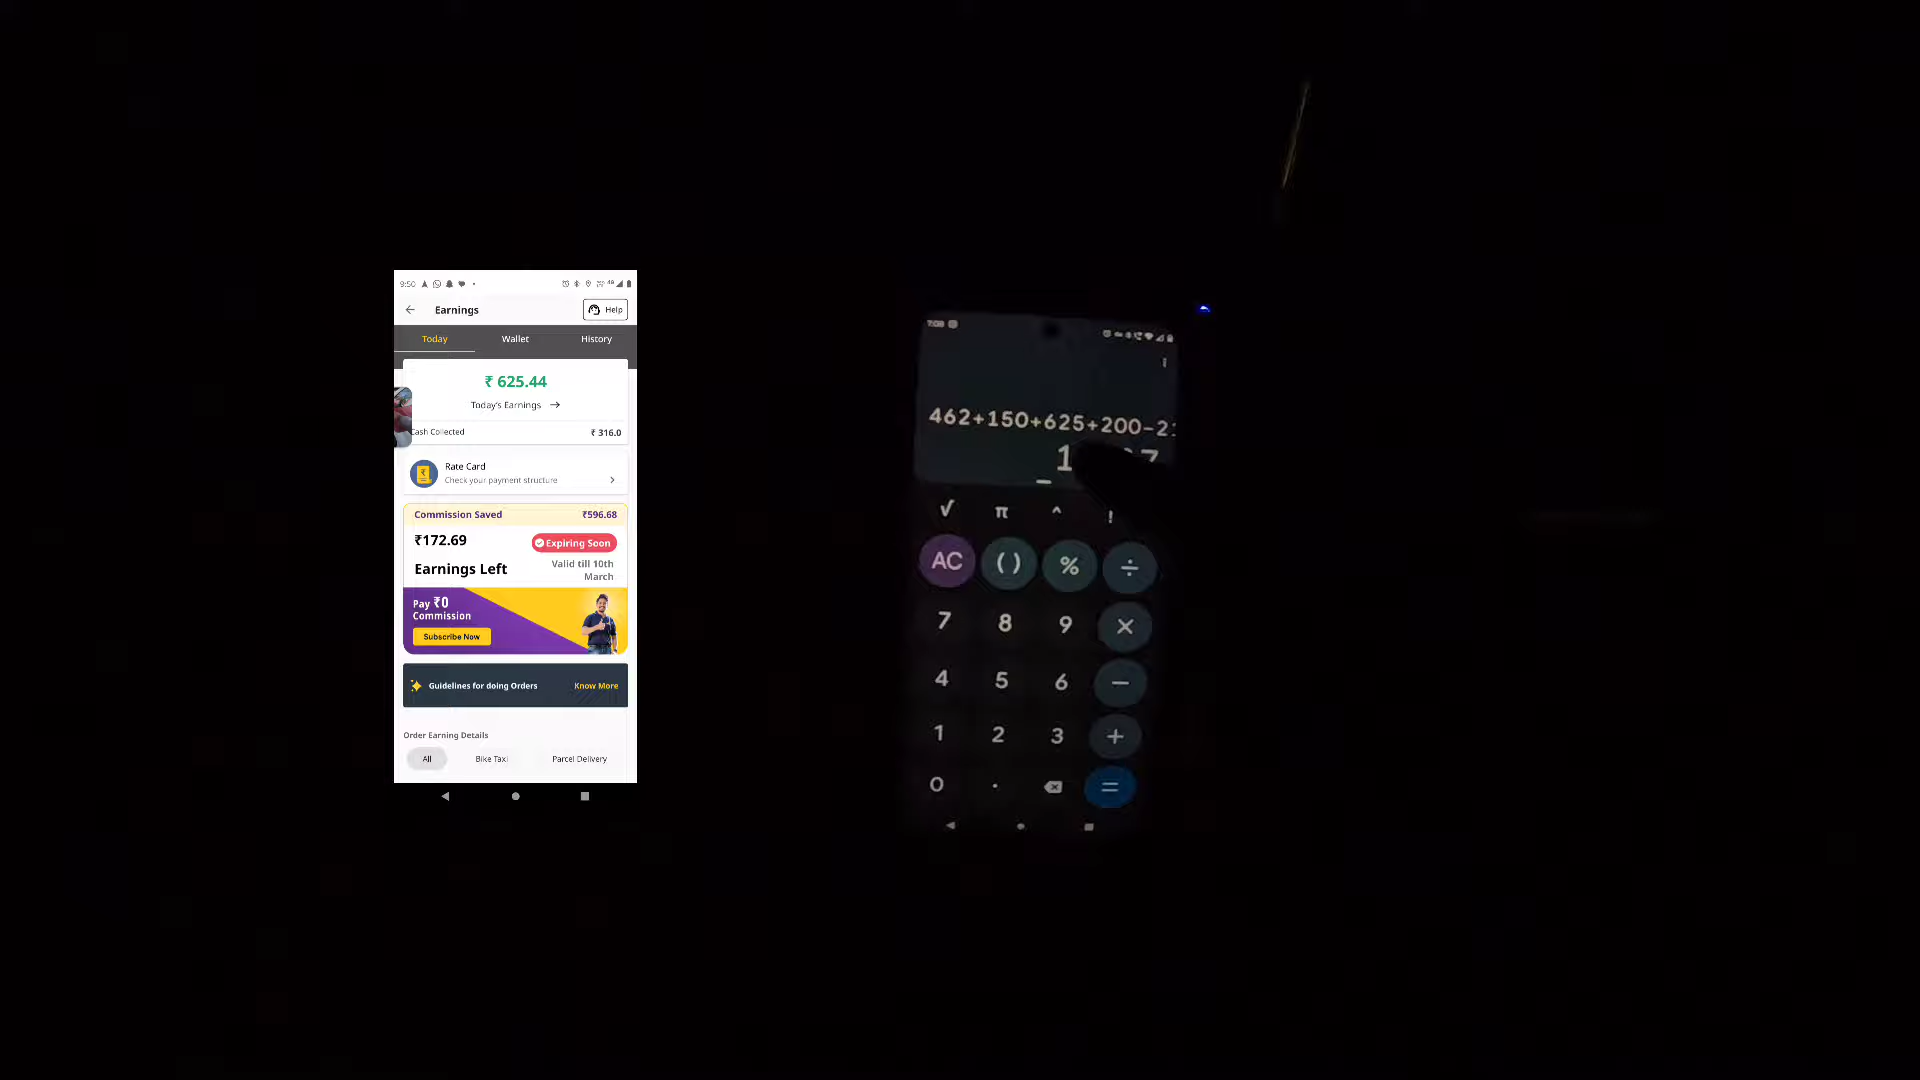 9:50
Earnings
Help
Today
Wallet
History
₹ 625.44
Today's Earnings
Cash Collected
₹ 316.0
Rate Card
Check your payment structure
Commission Saved
₹596.68
₹172.69
Expiring Soon
Earnings Left
Valid till 10th
March
Pay ₹0
Commission
Subscribe Now
Guidelines for doing Orders
Know More
Order Earning Details
All
Bike Taxi
Parcel Delivery
462+150+625+200-2
√ π ^ !
AC ( ) % ÷
7 8 9 ×
4 5 6 −
1 2 3 +
0 . =